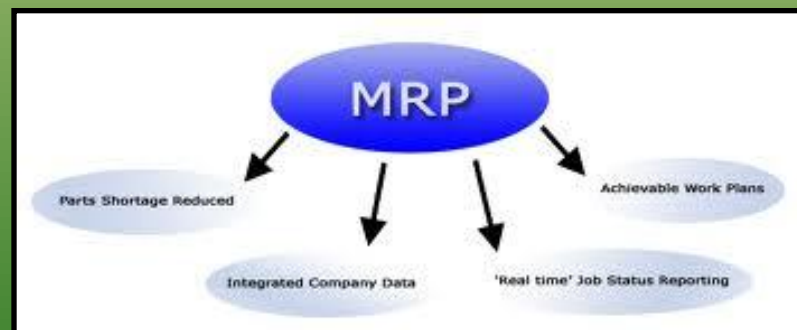 MRP
Parts Shortage Reduced
Achievable Work Plans
Integrated Company Data
'Real time' Job Status Reporting